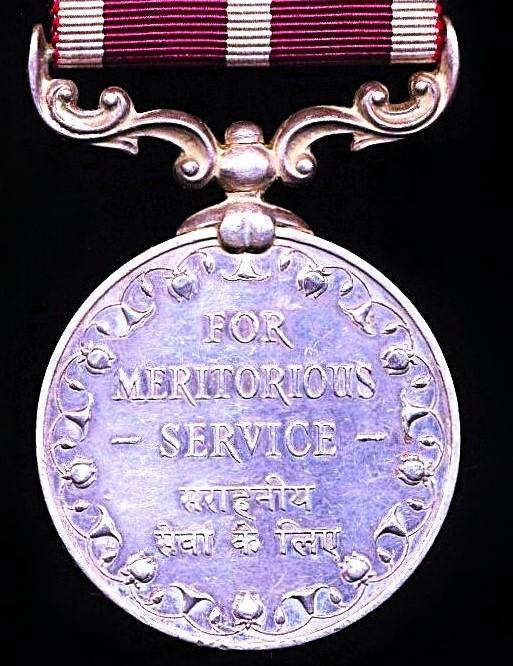 FOR
MERITORIOUS
- SERVICE -
सराहनीय
सेवा के लिए